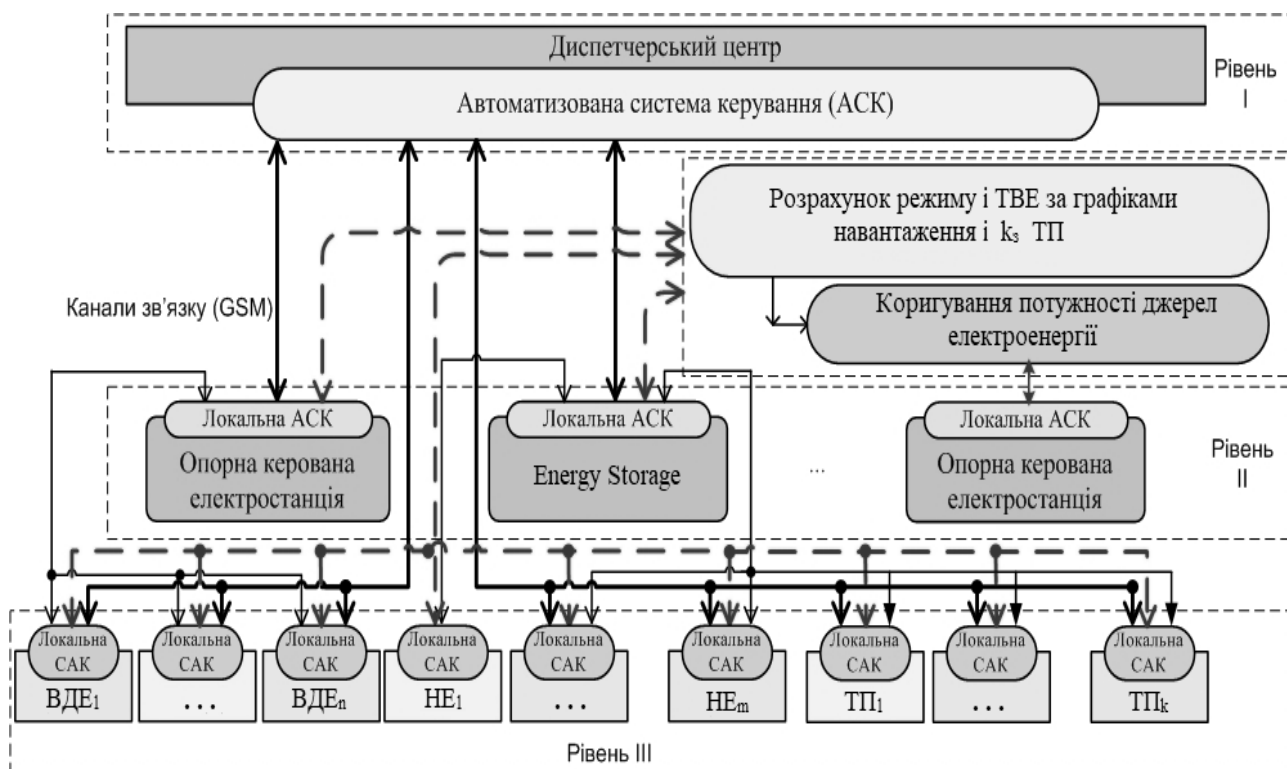 Диспетчерський центр
Автоматизована система керування (АСК)
Рівень
I
Розрахунок режиму і ТВЕ за графіками
навантаження і k₃ ТП
Коригування потужності джерел
електроенергії
Канали зв'язку (GSM)
Локальна АСК
Опорна керована
електростанція
Локальна АСК
Energy Storage
...
Локальна АСК
Опорна керована
електростанція
Рівень
II
Локальна
САК
ВДЕ₁
Локальна
САК
...
Локальна
САК
ВДЕₙ
Локальна
САК
НЕ₁
Локальна
САК
...
Локальна
САК
НЕₘ
Локальна
САК
ТП₁
Локальна
САК
...
Локальна
САК
ТПₖ
Рівень III